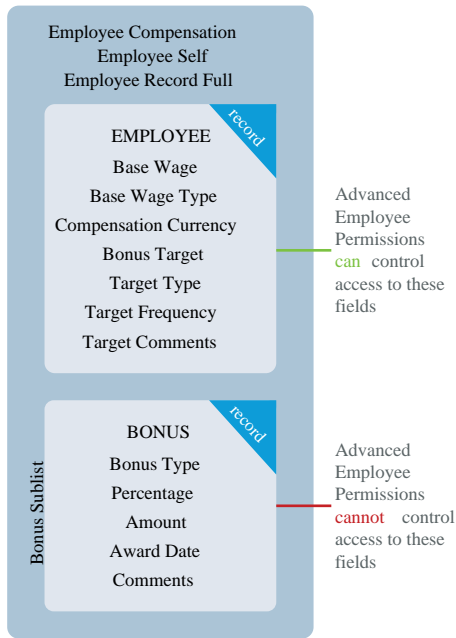 Employee Compensation
Employee Self
Employee Record Full
record
EMPLOYEE
Base Wage
Base Wage Type
Compensation Currency
Bonus Target
Target Type
Target Frequency
Target Comments
Advanced
Employee
Permissions
can control
access to these
fields
record
BONUS
Bonus Type
Percentage
Amount
Award Date
Comments
Bonus Sublist
Advanced
Employee
Permissions
cannot control
access to these
fields